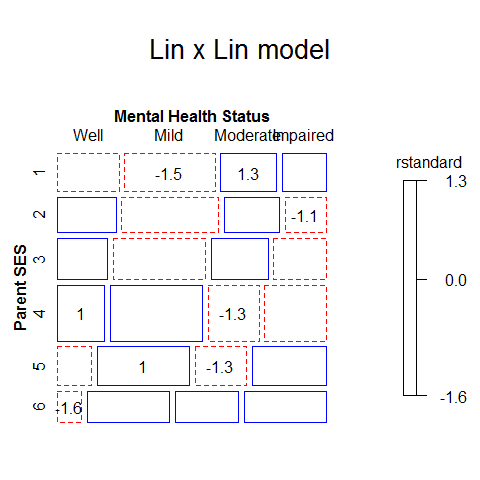 Lin x Lin model
Mental Health Status
Well Mild Moderate Impaired
rstandard
Parent SES
1 -1.5 1.3
2 -1.1
3
4 1 -1.3
5 1 -1.3
6 -1.6
1.3
0.0
-1.6